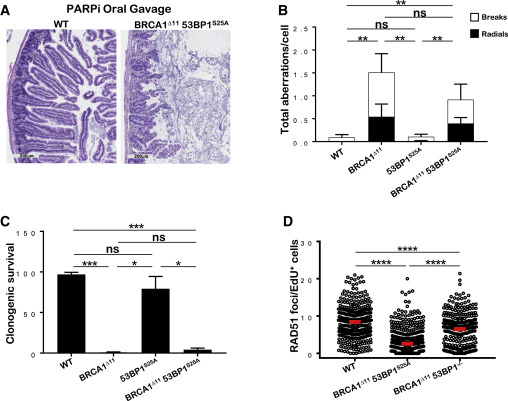 A
PARPi Oral Gavage
WT
BRCA1Δ11 53BP1S25A
200um
200um
B
**
ns
ns
**
**
**
Breaks
Radials
Total aberrations/cell
2.5
2.0
1.5
1.0
0.5
0.0
WT
BRCA1Δ11
53BP1S25A
BRCA1Δ11 53BP1S25A
C
***
ns
ns
***
*
*
Clonogenic survival
150
100
50
0
WT
BRCA1Δ11
53BP1S25A
BRCA1Δ11 53BP1S25A
D
****
****
****
RAD51 foci/EdU+ cells
30
20
10
0
WT
BRCA1Δ11 53BP1S25A
BRCA1Δ11 53BP1-/-